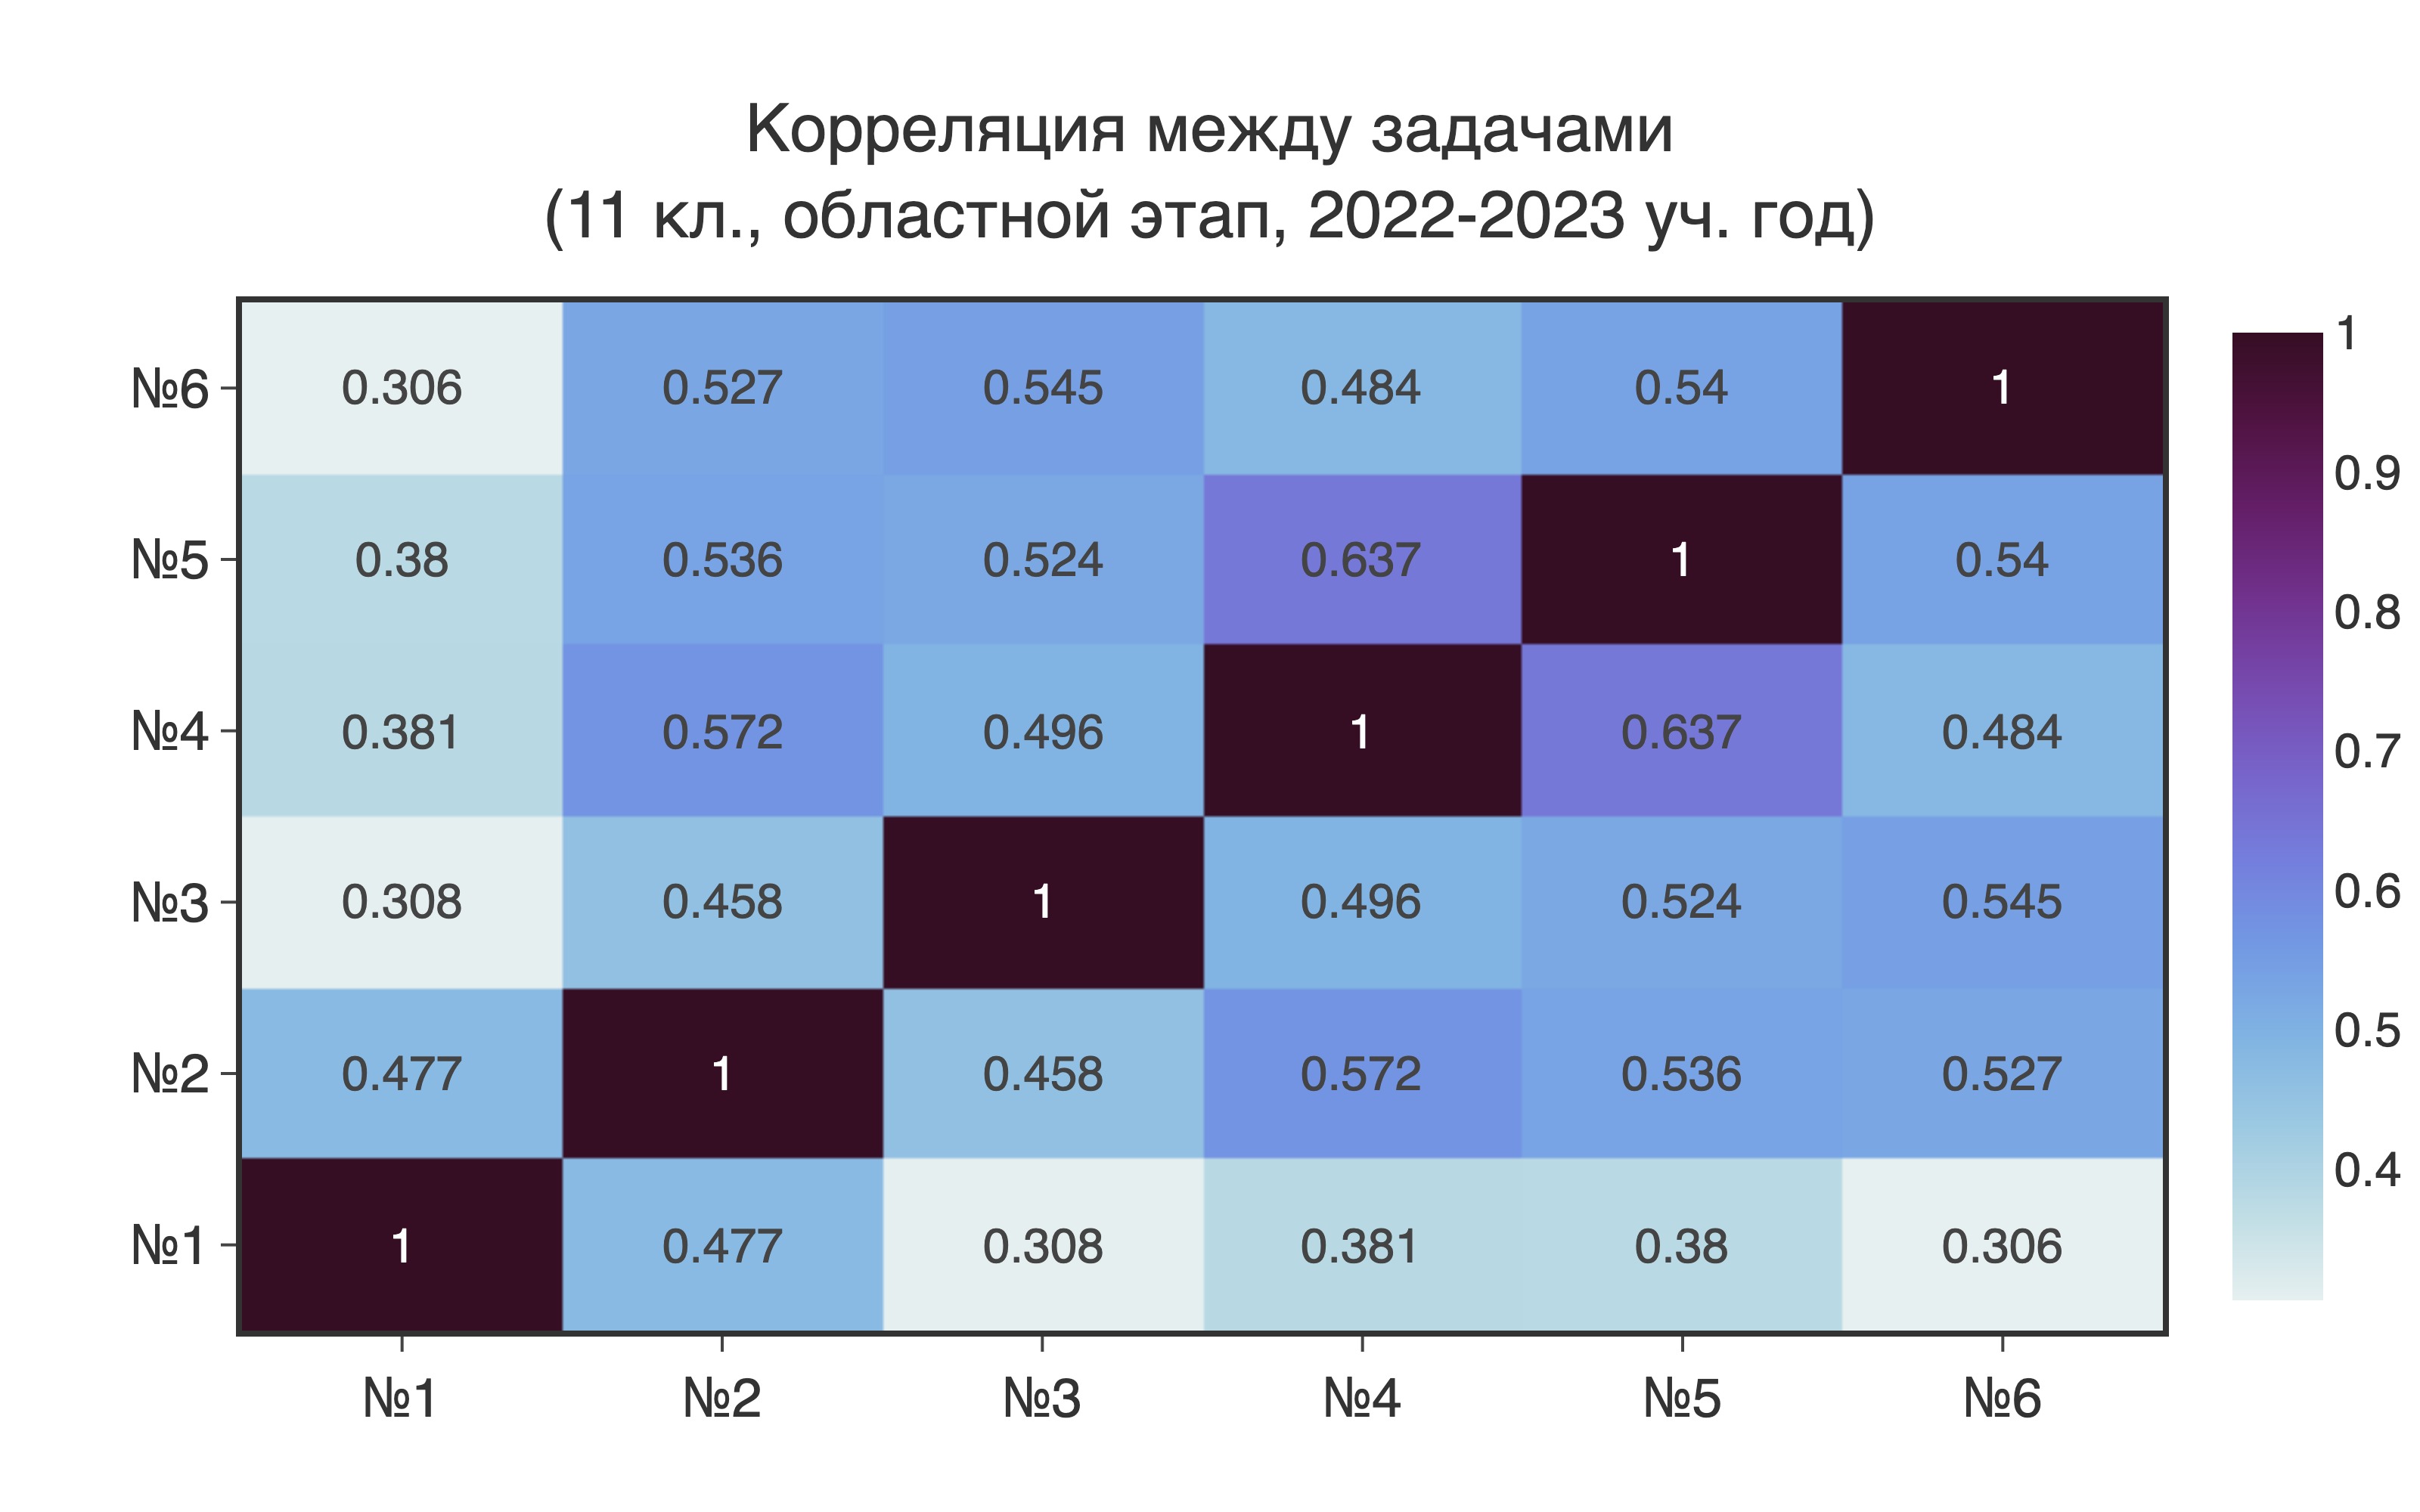 Корреляция между задачами
(11 кл., областной этап, 2022-2023 уч. год)
№6 0.306 0.527 0.545 0.484 0.54 1
№5 0.38 0.536 0.524 0.637 1 0.54
№4 0.381 0.572 0.496 1 0.637 0.484
№3 0.308 0.458 1 0.496 0.524 0.545
№2 0.477 1 0.458 0.572 0.536 0.527
№1 1 0.477 0.308 0.381 0.38 0.306
№1 №2 №3 №4 №5 №6
1
0.9
0.8
0.7
0.6
0.5
0.4